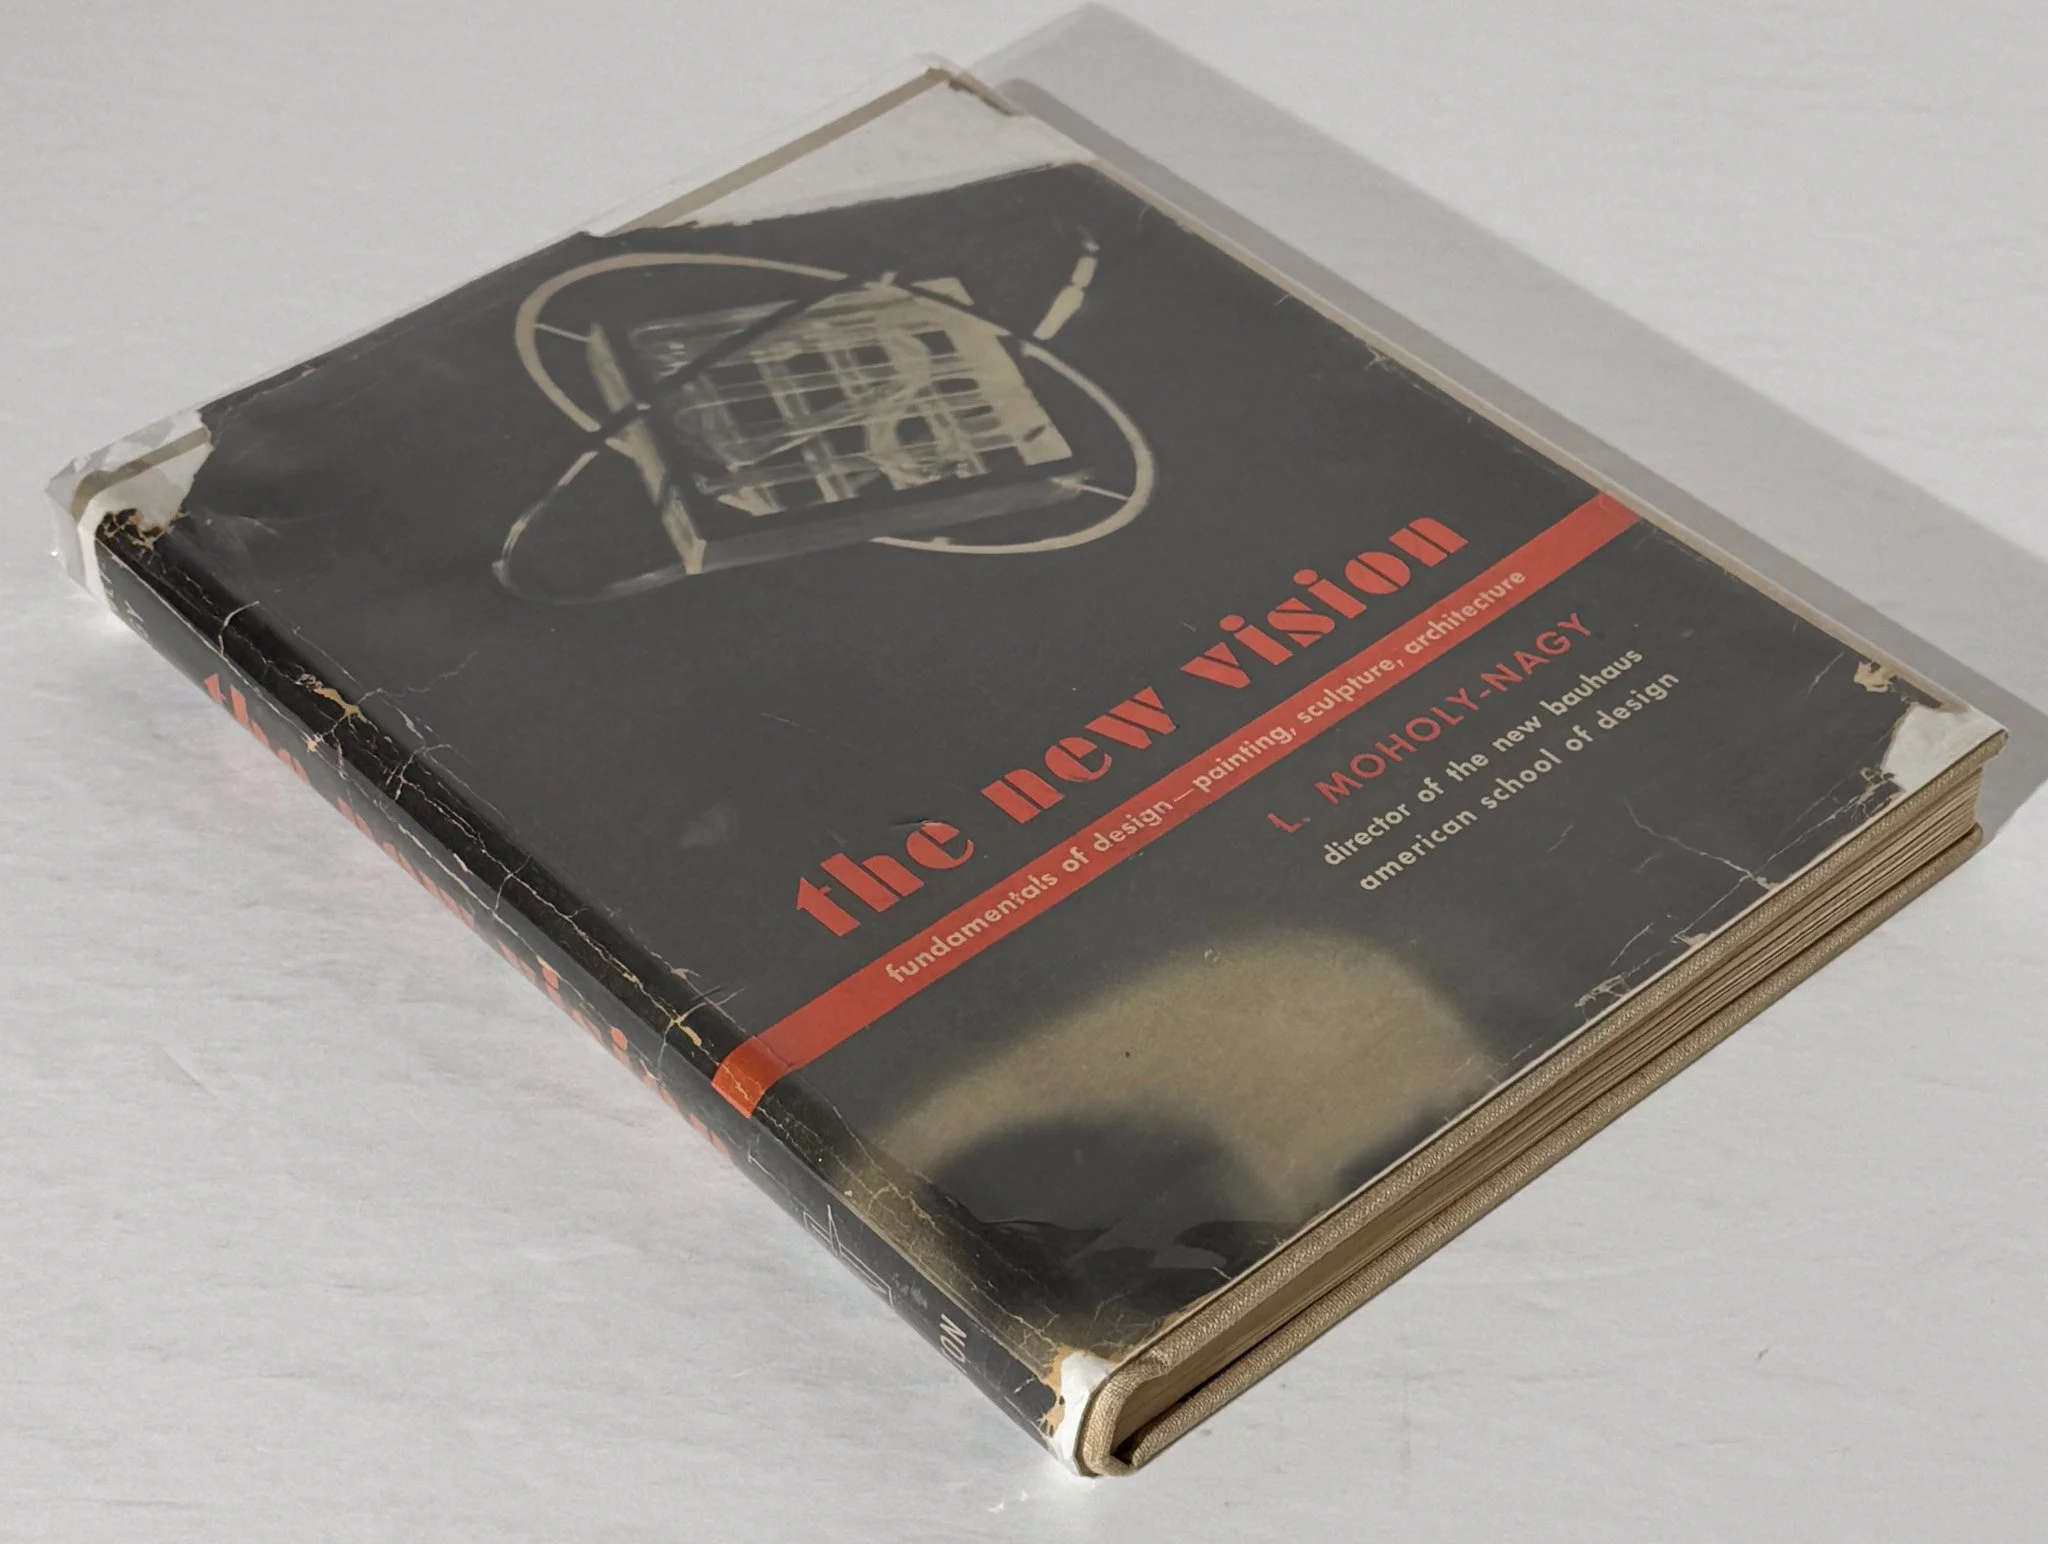 the new vision
fundamentals of design—painting, sculpture, architecture
L. MOHOLY-NAGY
director of the new bauhaus
american school of design